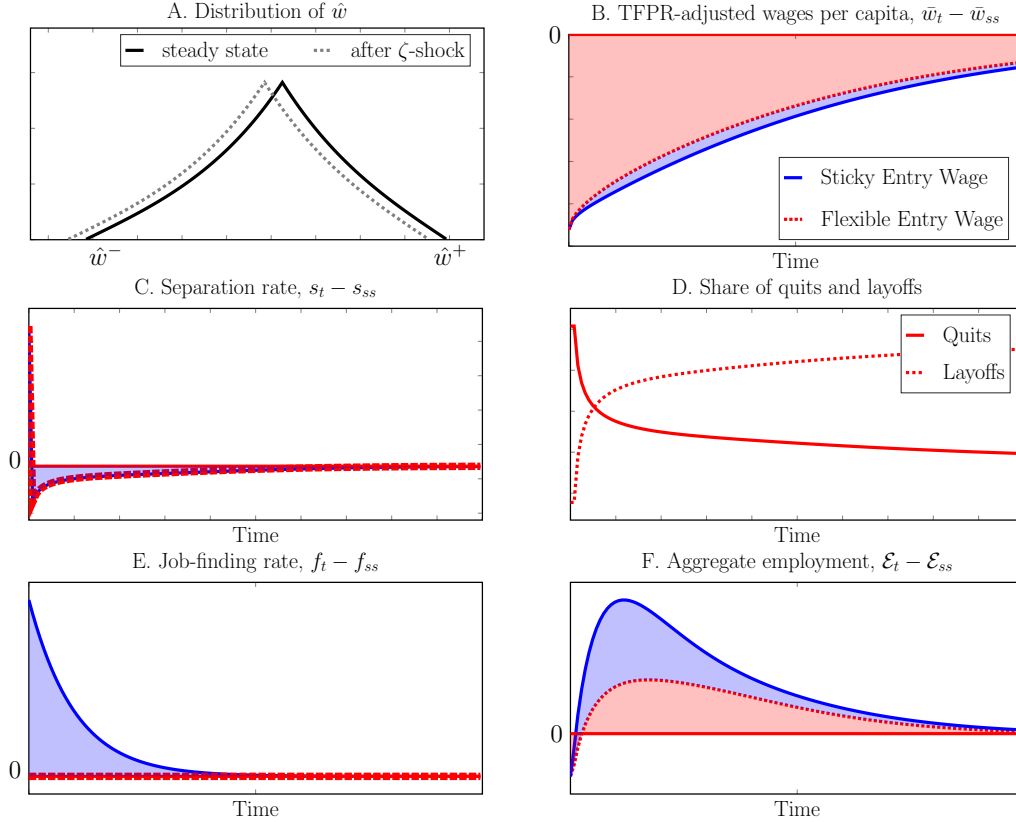 A. Distribution of ŵ
steady state
after ζ-shock
ŵ⁻
ŵ⁺
B. TFPR-adjusted wages per capita, w̄ₜ − w̄ₛₛ
0
Sticky Entry Wage
Flexible Entry Wage
Time
C. Separation rate, sₜ − sₛₛ
0
Time
D. Share of quits and layoffs
Quits
Layoffs
Time
E. Job-finding rate, fₜ − fₛₛ
0
Time
F. Aggregate employment, ℰₜ − ℰₛₛ
0
Time